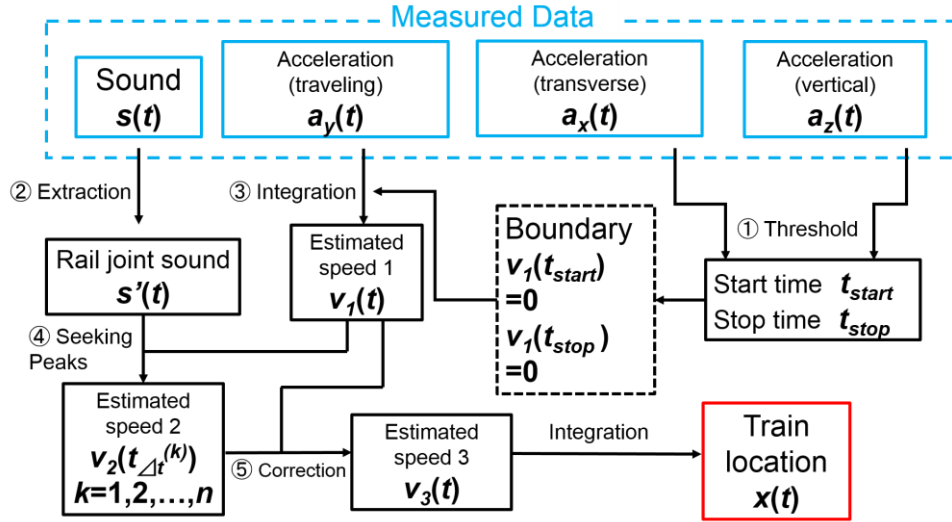 Measured Data
Sound
s(t)
Acceleration
(traveling)
a_y(t)
Acceleration
(transverse)
a_x(t)
Acceleration
(vertical)
a_z(t)
② Extraction
③ Integration
① Threshold
Rail joint sound
s'(t)
Estimated
speed 1
v_1(t)
Boundary
v_1(t_start)
=0
v_1(t_stop)
=0
Start time t_start
Stop time t_stop
④ Seeking
Peaks
Estimated
speed 2
v_2(t_⊿t^(k))
k=1,2,…,n
⑤ Correction
Estimated
speed 3
v_3(t)
Integration
Train
location
x(t)